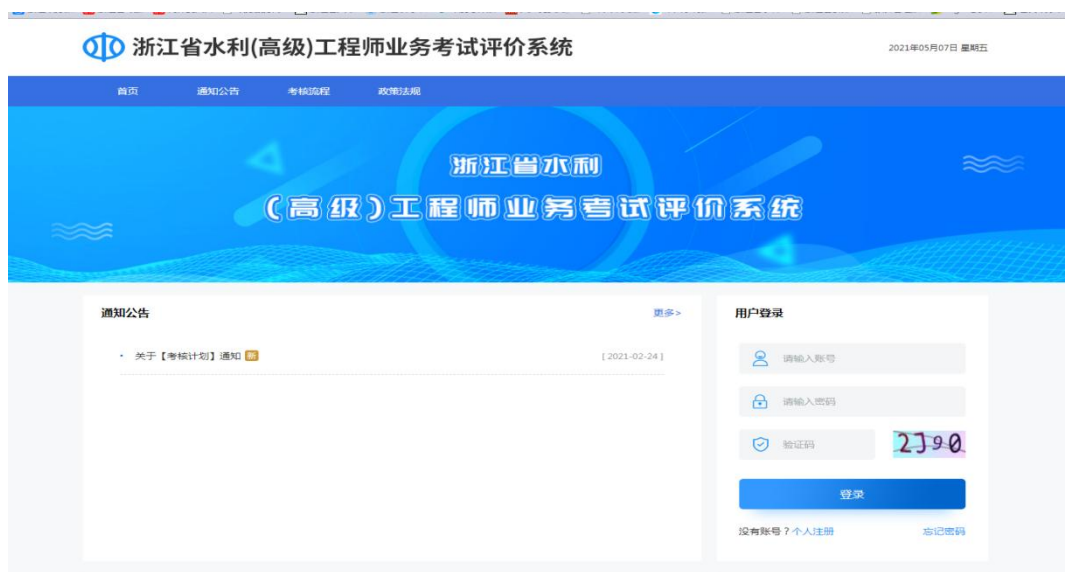 浙江省水利(高级)工程师业务考试评价系统
2021年05月07日 星期五
首页 通知公告 考核流程 政策法规
浙江省水利
(高级)工程师业务考试评价系统
通知公告 更多>
关于【考核计划】通知 新 [ 2021-02-24 ]
用户登录
请输入账号
请输入密码
验证码 2J90
登录
没有账号？个人注册 忘记密码